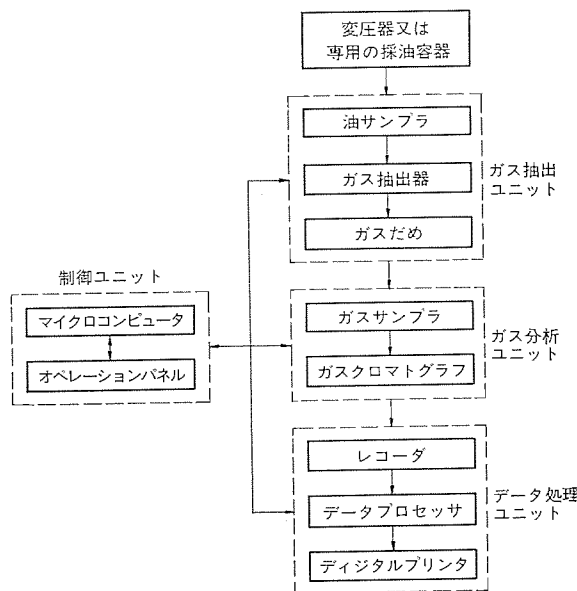 変圧器又は
専用の採油容器
油サンプラ
ガス抽出器
ガスだめ
ガス抽出
ユニット
制御ユニット
マイクロコンピュータ
オペレーションパネル
ガスサンプラ
ガスクロマトグラフ
ガス分析
ユニット
レコーダ
データプロセッサ
ディジタルプリンタ
データ処理
ユニット